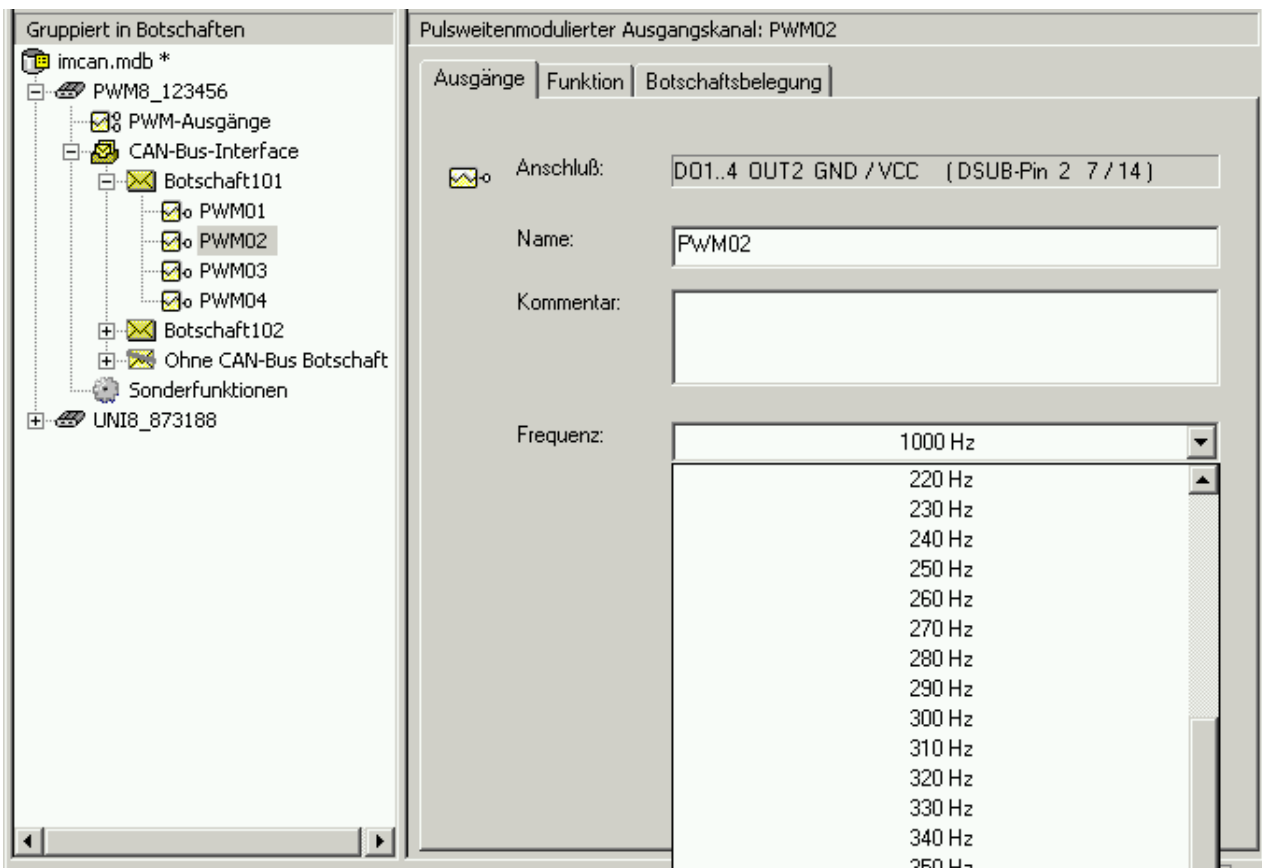 Gruppiert in Botschaften
imcan.mdb *
PWM8_123456
PWM-Ausgänge
CAN-Bus-Interface
Botschaft101
PWM01
PWM02
PWM03
PWM04
Botschaft102
Ohne CAN-Bus Botschaft
Sonderfunktionen
UNI8_873188
Pulsweitenmodulierter Ausgangskanal: PWM02
Ausgänge Funktion Botschaftsbelegung
Anschluß: DO1..4 OUT2 GND / VCC ( DSUB-Pin 2 7 / 14 )
Name: PWM02
Kommentar:
Frequenz: 1000 Hz
220 Hz
230 Hz
240 Hz
250 Hz
260 Hz
270 Hz
280 Hz
290 Hz
300 Hz
310 Hz
320 Hz
330 Hz
340 Hz
350 Hz